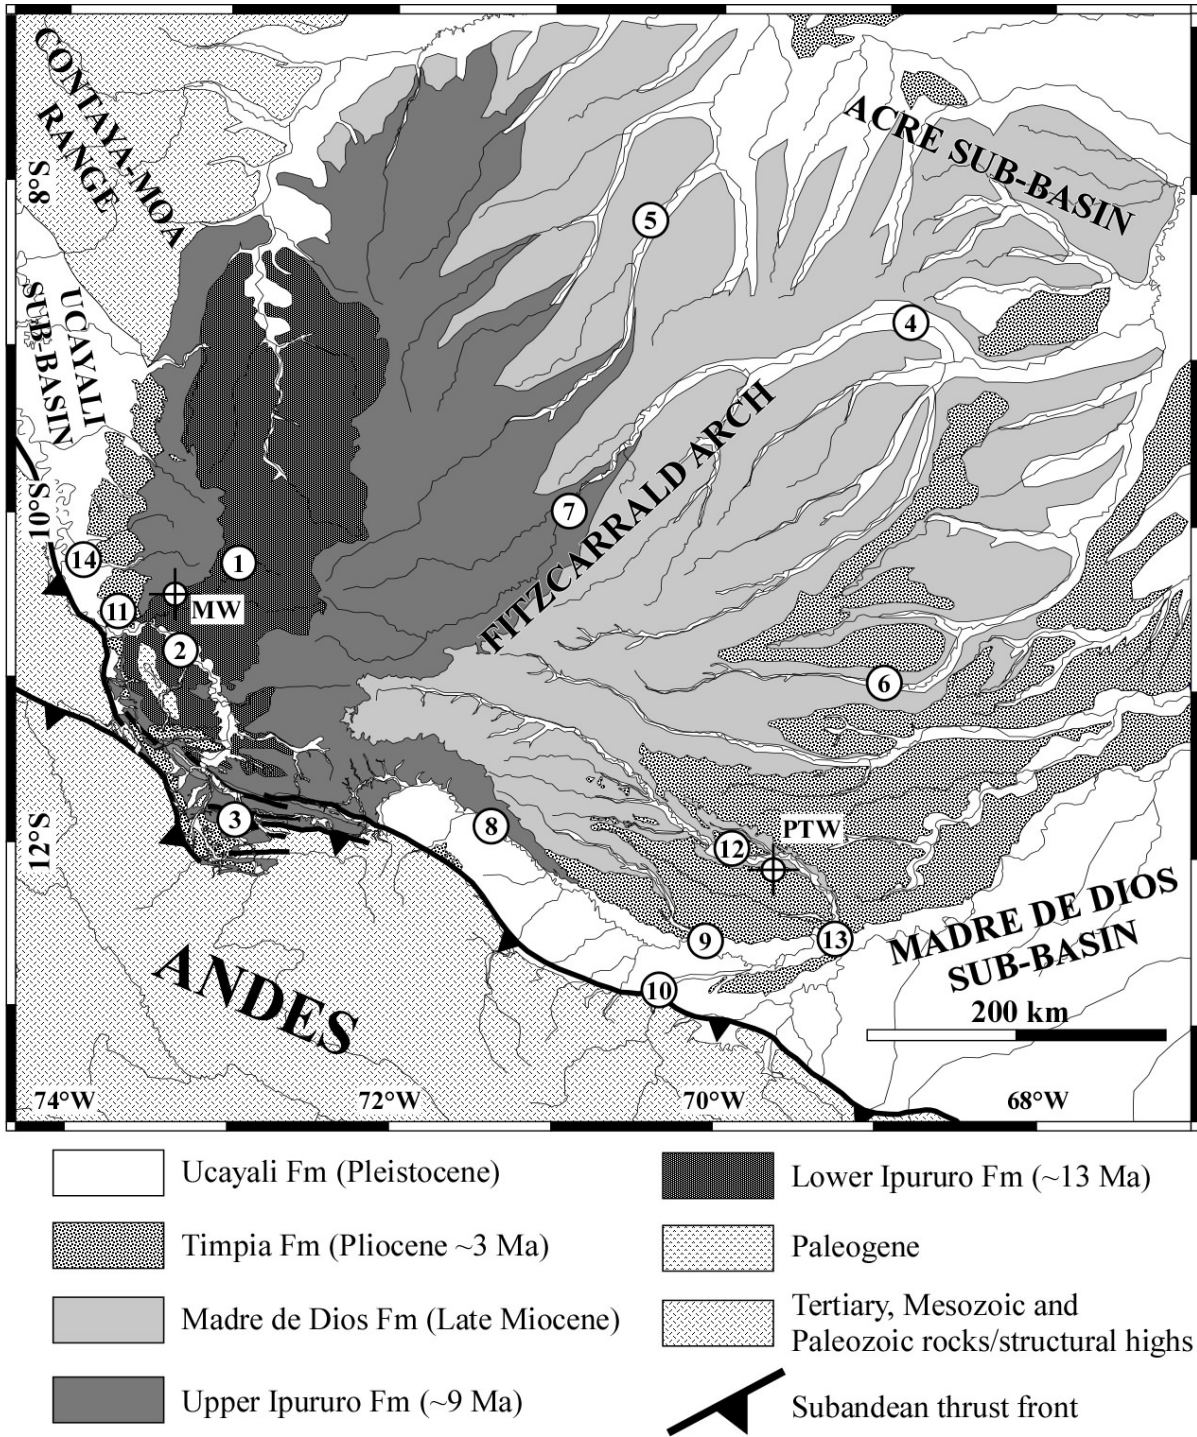 CONTAYA-MOA
RANGE
ACRE SUB-BASIN
8°S
5
UCAYALI
SUB-BASIN
4
FITZCARRALD ARCH
10°S
7
14
1
MW
11
2
6
3
12°S
8
PTW
12
MADRE DE DIOS
SUB-BASIN
9
13
10
ANDES
200 km
74°W
72°W
70°W
68°W
Ucayali Fm (Pleistocene)
Timpia Fm (Pliocene ~3 Ma)
Madre de Dios Fm (Late Miocene)
Upper Ipururo Fm (~9 Ma)
Lower Ipururo Fm (~13 Ma)
Paleogene
Tertiary, Mesozoic and
Paleozoic rocks/structural highs
Subandean thrust front